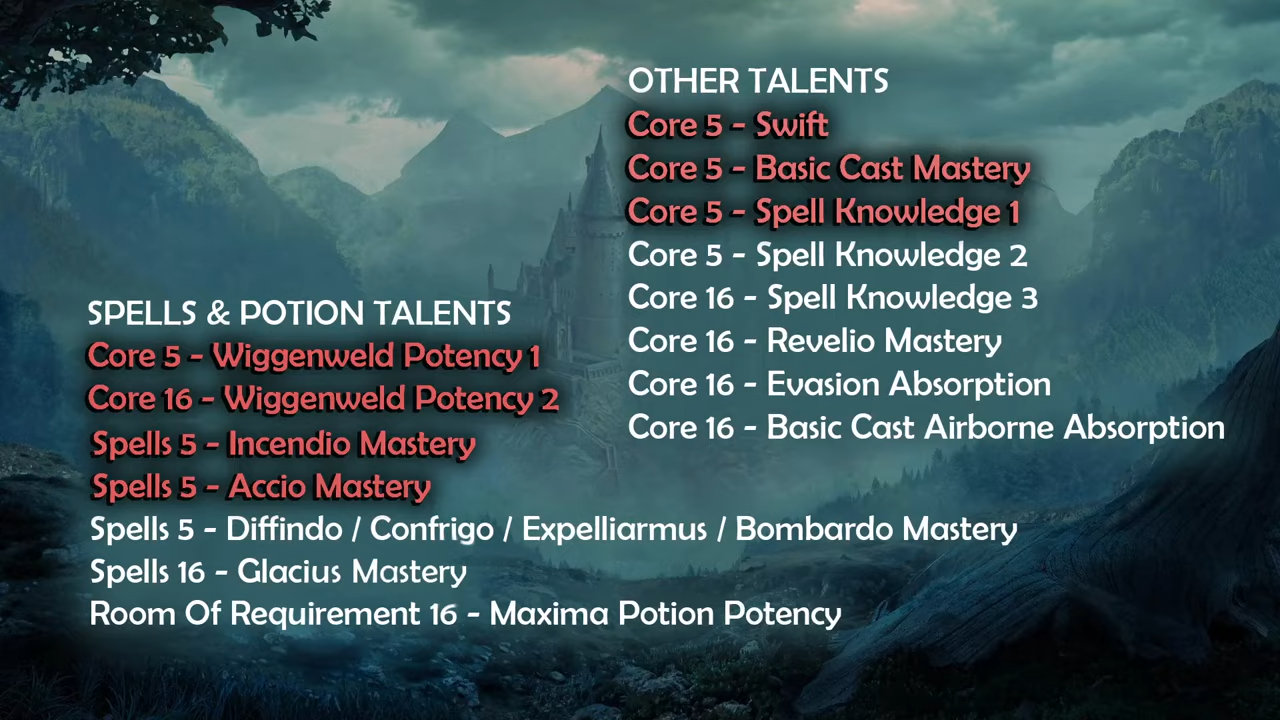 OTHER TALENTS
Core 5 - Swift
Core 5 - Basic Cast Mastery
Core 5 - Spell Knowledge 1
Core 5 - Spell Knowledge 2
Core 16 - Spell Knowledge 3
Core 16 - Revelio Mastery
Core 16 - Evasion Absorption
Core 16 - Basic Cast Airborne Absorption
SPELLS & POTION TALENTS
Core 5 - Wiggenweld Potency 1
Core 16 - Wiggenweld Potency 2
Spells 5 - Incendio Mastery
Spells 5 - Accio Mastery
Spells 5 - Diffindo / Confrigo / Expelliarmus / Bombardo Mastery
Spells 16 - Glacius Mastery
Room Of Requirement 16 - Maxima Potion Potency